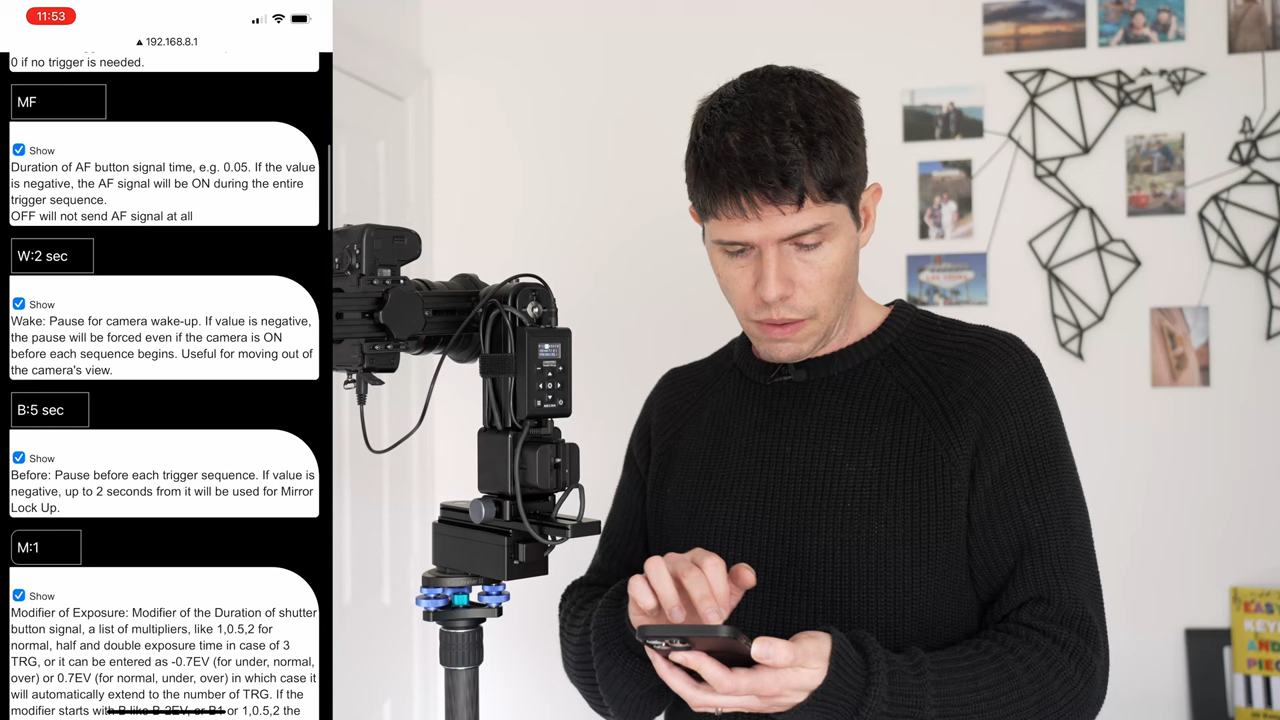 11:53
192.168.8.1
0 if no trigger is needed.
MF
Show
Duration of AF button signal time, e.g. 0.05. If the value
is negative, the AF signal will be ON during the entire
trigger sequence.
OFF will not send AF signal at all
W:2 sec
Show
Wake: Pause for camera wake-up. If value is negative,
the pause will be forced even if the camera is ON
before each sequence begins. Useful for moving out of
the camera's view.
B:5 sec
Show
Before: Pause before each trigger sequence. If value is
negative, up to 2 seconds from it will be used for Mirror
Lock Up.
M:1
Show
Modifier of Exposure: Modifier of the Duration of shutter
button signal, a list of multipliers, like 1,0.5,2 for
normal, half and double exposure time in case of 3
TRG, or it can be entered as -0.7EV (for under, normal,
over) or 0.7EV (for normal, under, over) in which case it
will automatically extend to the number of TRG. If the
modifier starts with B like B-2EV, or B1 or 1,0.5,2 the
LAS VEGAS